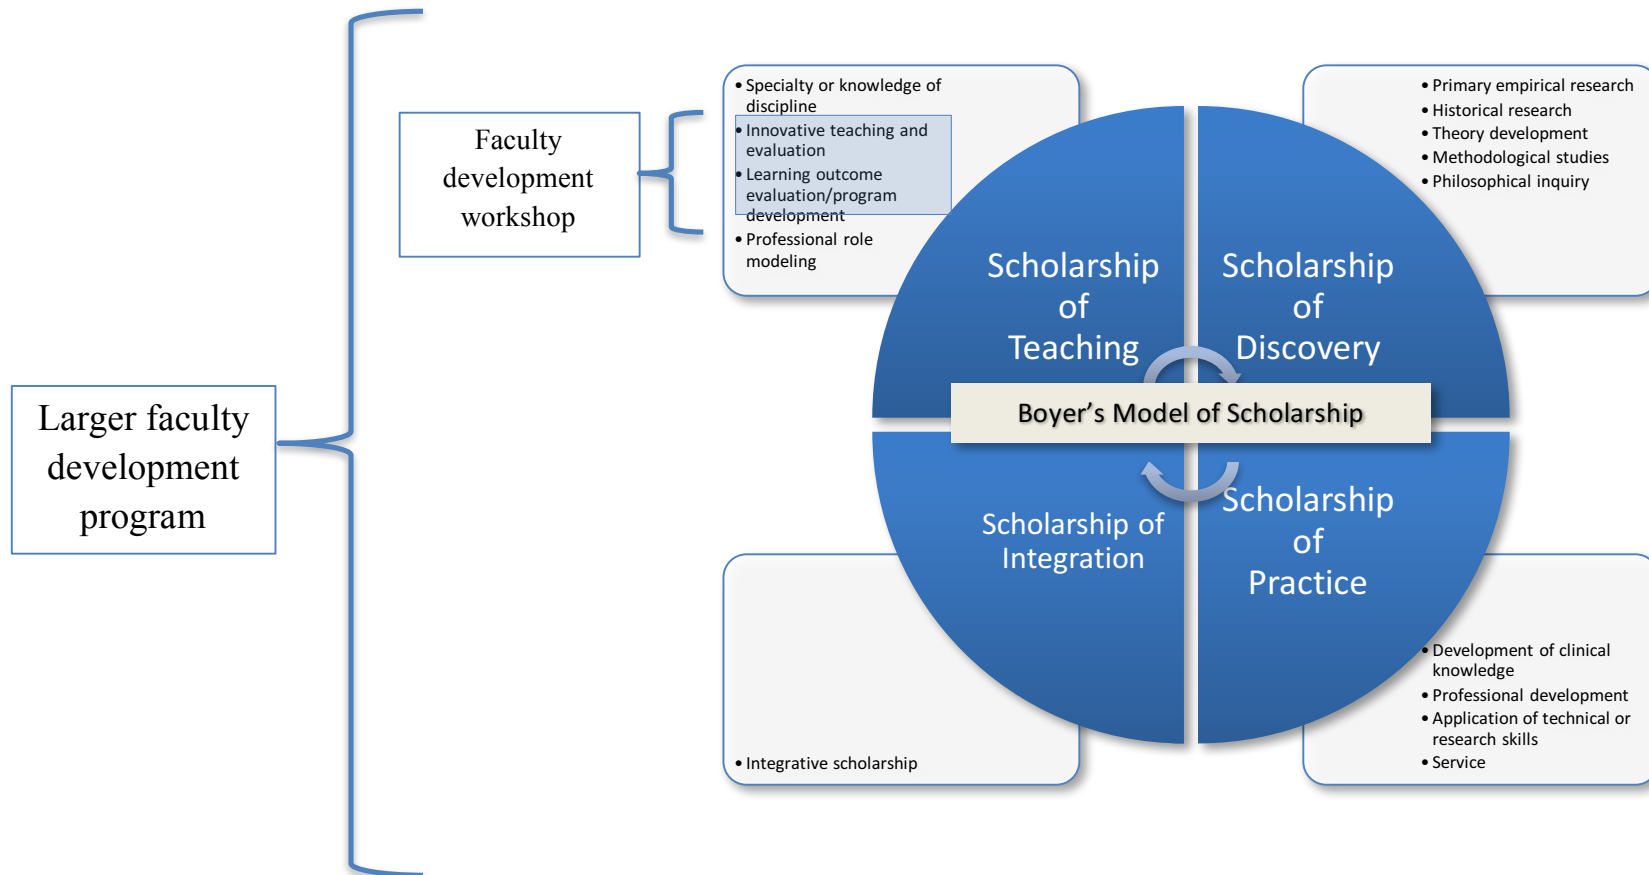 Larger faculty
development
program
Faculty
development
workshop
• Specialty or knowledge of
discipline
• Innovative teaching and
evaluation
• Learning outcome
evaluation/program
development
• Professional role
modeling
• Primary empirical research
• Historical research
• Theory development
• Methodological studies
• Philosophical inquiry
Scholarship
of
Teaching
Scholarship
of
Discovery
Boyer’s Model of Scholarship
Scholarship of
Integration
Scholarship
of
Practice
• Integrative scholarship
• Development of clinical
knowledge
• Professional development
• Application of technical or
research skills
• Service